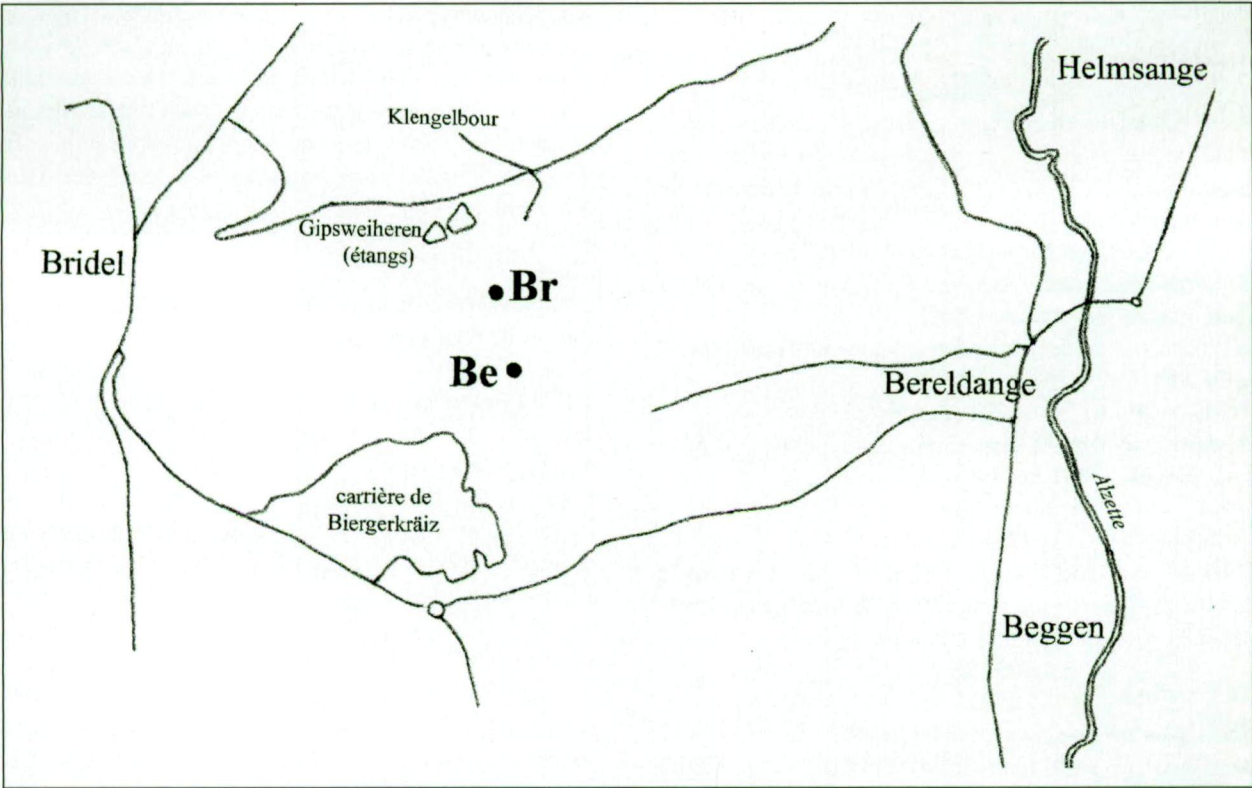 Helmsange
Klengelbour
Gipsweiheren
(étangs)
Bridel
Br
Be
Bereldange
carrière de
Biergerkräiz
Alzette
Beggen